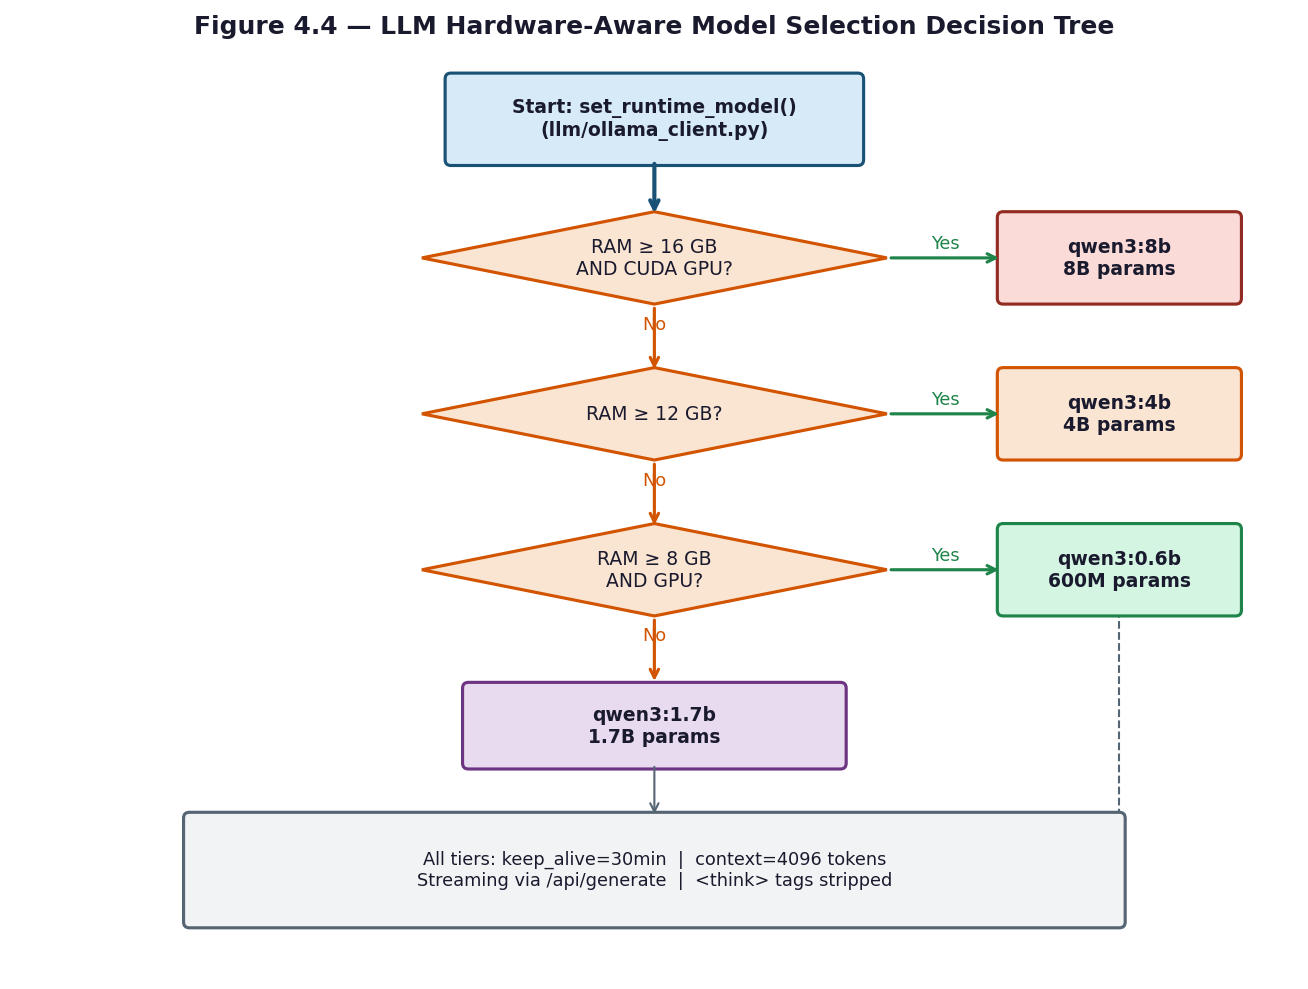 Figure 4.4 — LLM Hardware-Aware Model Selection Decision Tree
Start: set_runtime_model()
(llm/ollama_client.py)
RAM ≥ 16 GB
AND CUDA GPU?
Yes
qwen3:8b
8B params
No
RAM ≥ 12 GB?
Yes
qwen3:4b
4B params
No
RAM ≥ 8 GB
AND GPU?
Yes
qwen3:0.6b
600M params
No
qwen3:1.7b
1.7B params
All tiers: keep_alive=30min | context=4096 tokens
Streaming via /api/generate | <think> tags stripped